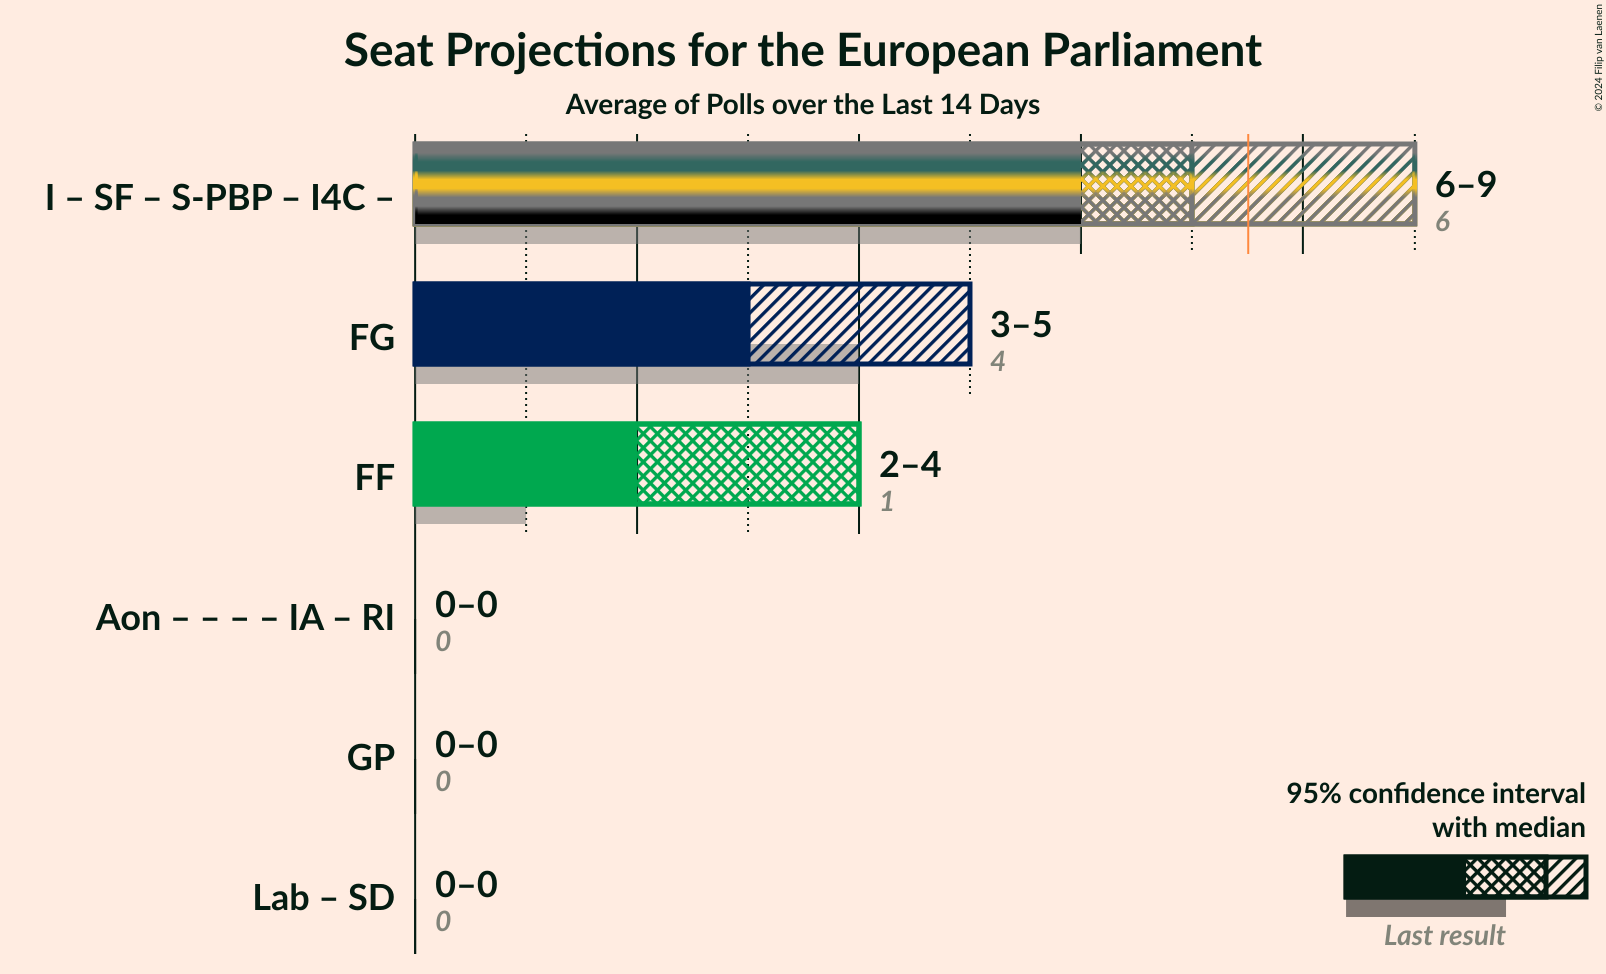 Seat Projections for the European Parliament
Average of Polls over the Last 14 Days
© 2024 Filip van Laenen
I – SF – S-PBP – I4C –
6–9
6
FG
3–5
4
FF
2–4
1
Aon – – – – IA – RI
0–0
0
GP
0–0
0
Lab – SD
0–0
0
95% confidence interval
with median
Last result